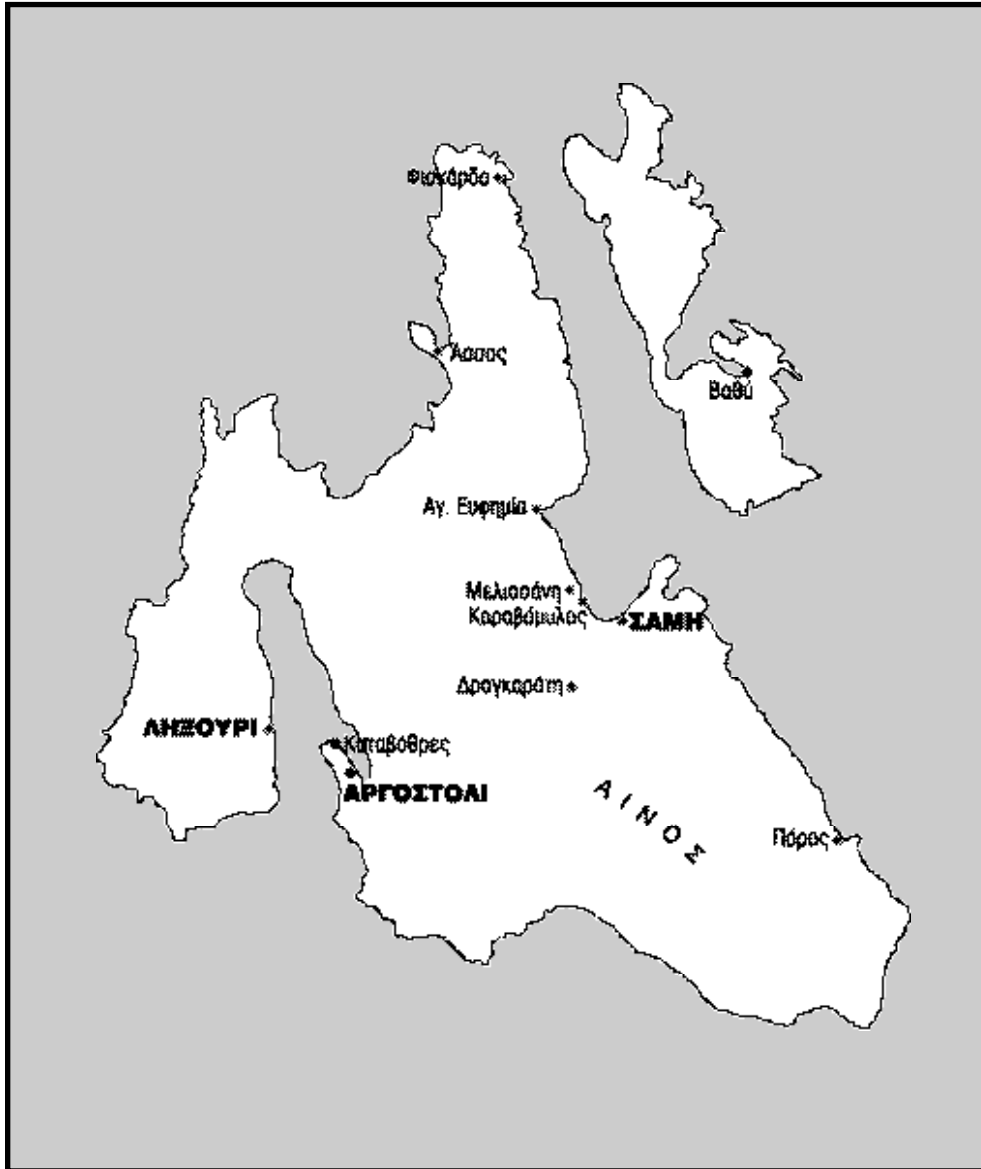 Φισκάρδο
Άσσος
Βαθύ
Αγ. Ευφημία
Μελισσάνη
Καραβόμυλος
ΣΑΜΗ
Δρογκαράτη
ΛΗΞΟΥΡΙ
Καταβόθρες
ΑΡΓΟΣΤΟΛΙ
ΑΙΝΟΣ
Πόρος